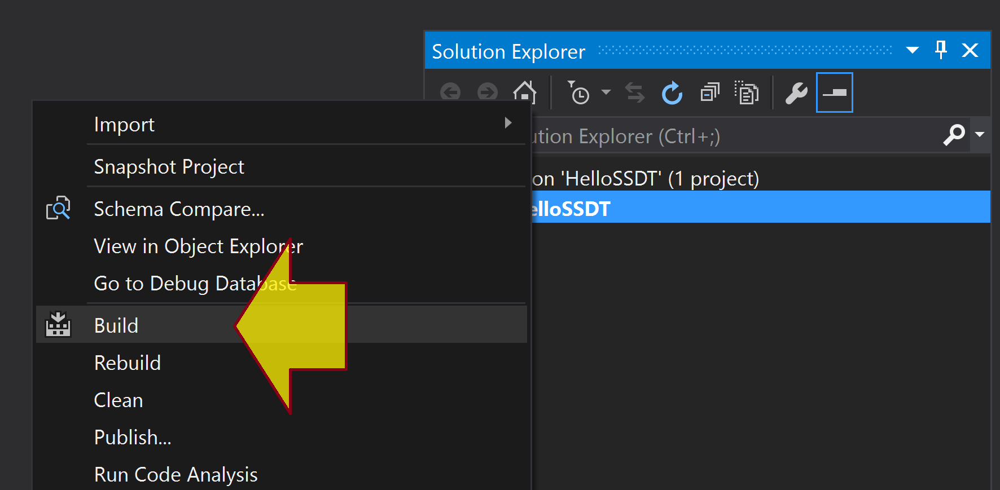 Solution Explorer
ution Explorer (Ctrl+;)
on 'HelloSSDT' (1 project)
elloSSDT
Import
Snapshot Project
Schema Compare...
View in Object Explorer
Go to Debug Database
Build
Rebuild
Clean
Publish...
Run Code Analysis